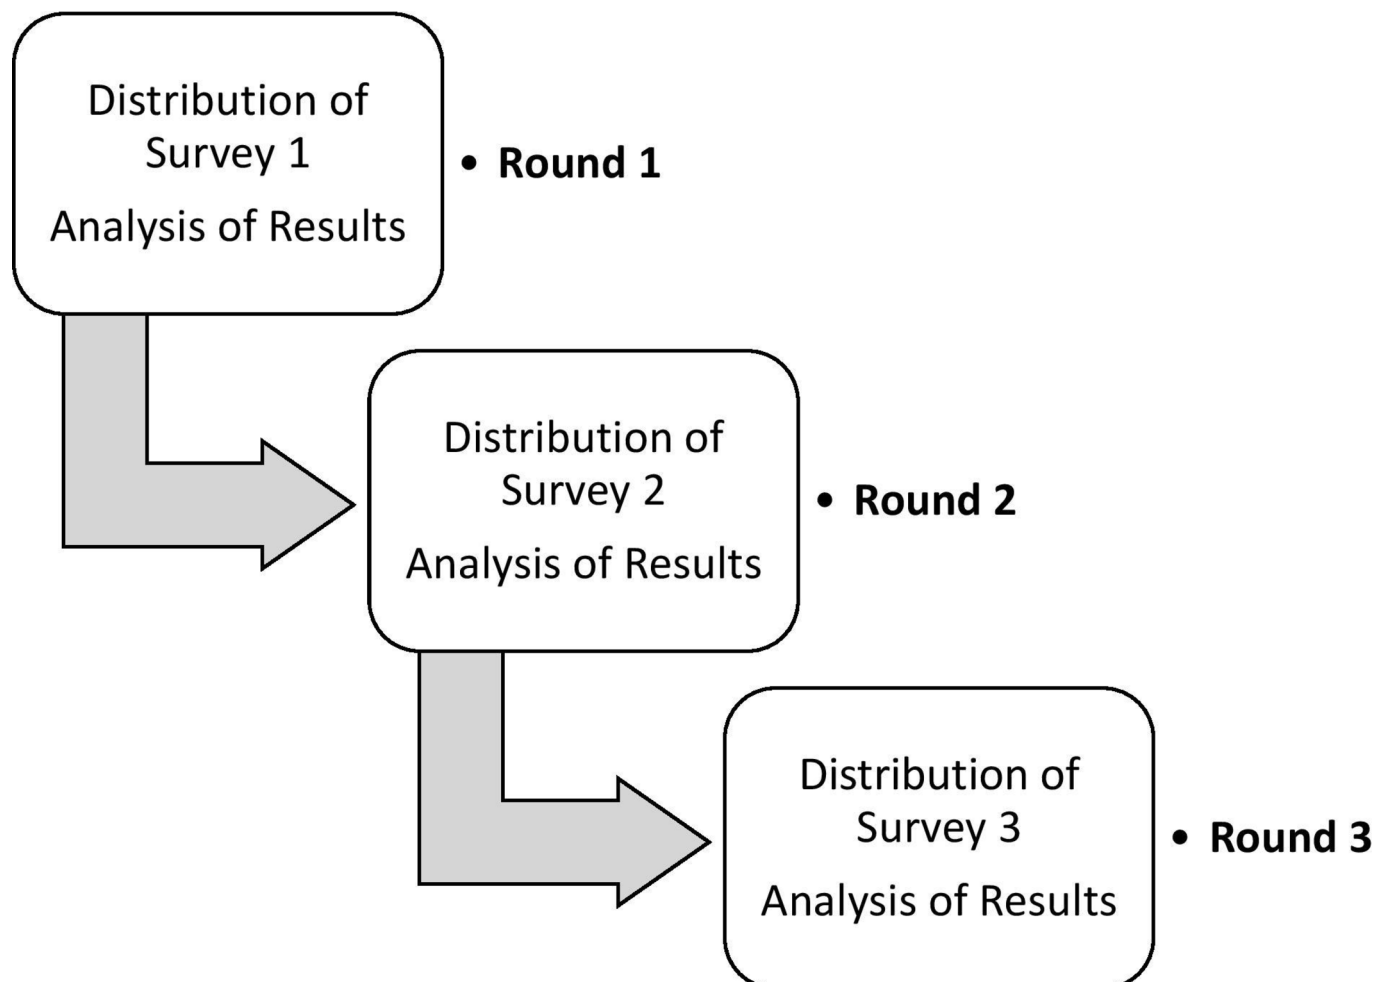 Distribution of
Survey 1
Analysis of Results
• Round 1
Distribution of
Survey 2
Analysis of Results
• Round 2
Distribution of
Survey 3
Analysis of Results
• Round 3